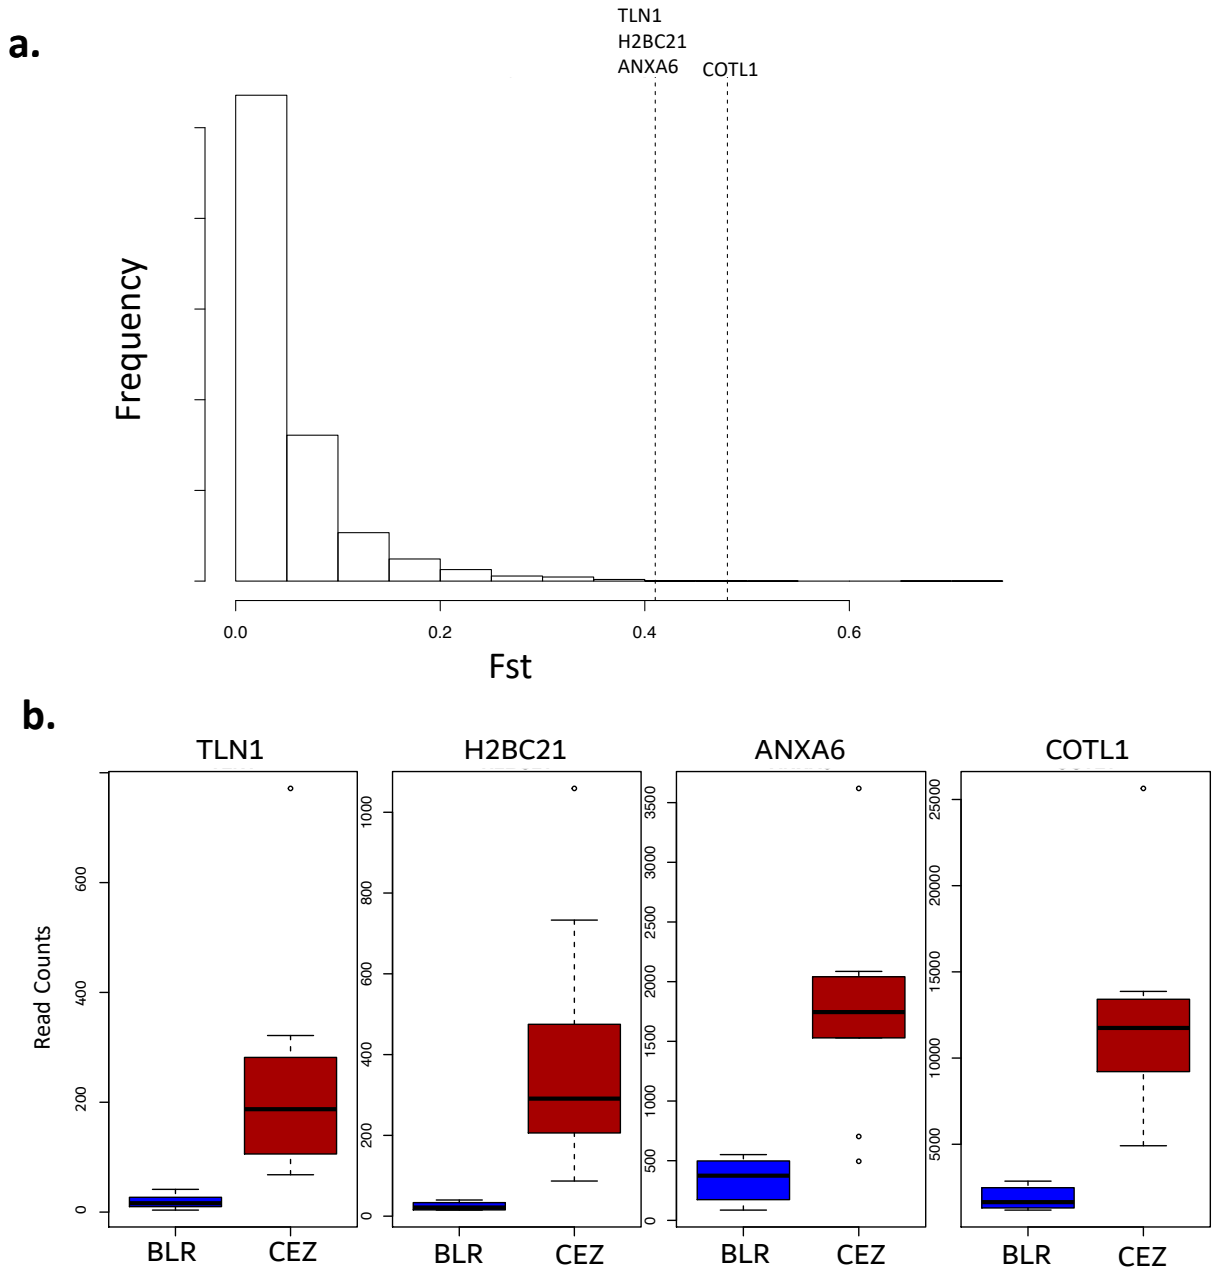 a.
TLN1
H2BC21
ANXA6
COTL1
Frequency
0.0
0.2
0.4
0.6
Fst
b.
TLN1
H2BC21
ANXA6
COTL1
Read Counts
0
200
400
600
0
200
400
600
800
1000
0
500
1000
1500
2000
2500
3000
3500
5000
10000
15000
20000
25000
BLR
CEZ
BLR
CEZ
BLR
CEZ
BLR
CEZ